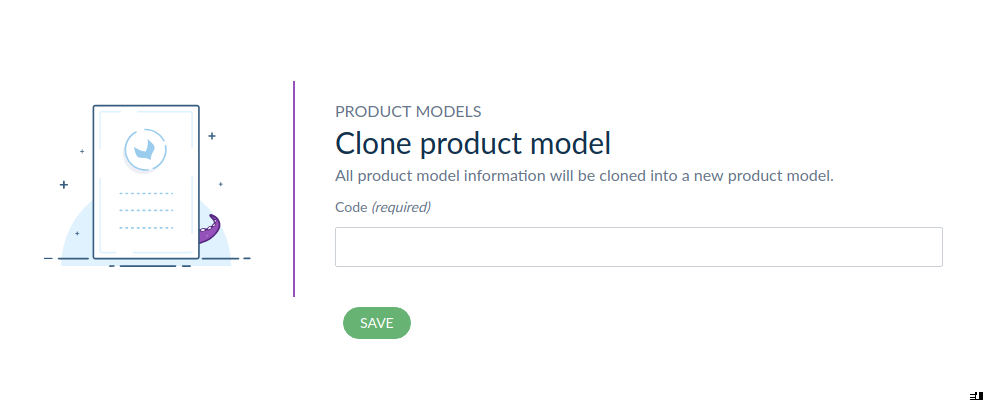 PRODUCT MODELS
Clone product model
All product model information will be cloned into a new product model.
Code (required)
SAVE